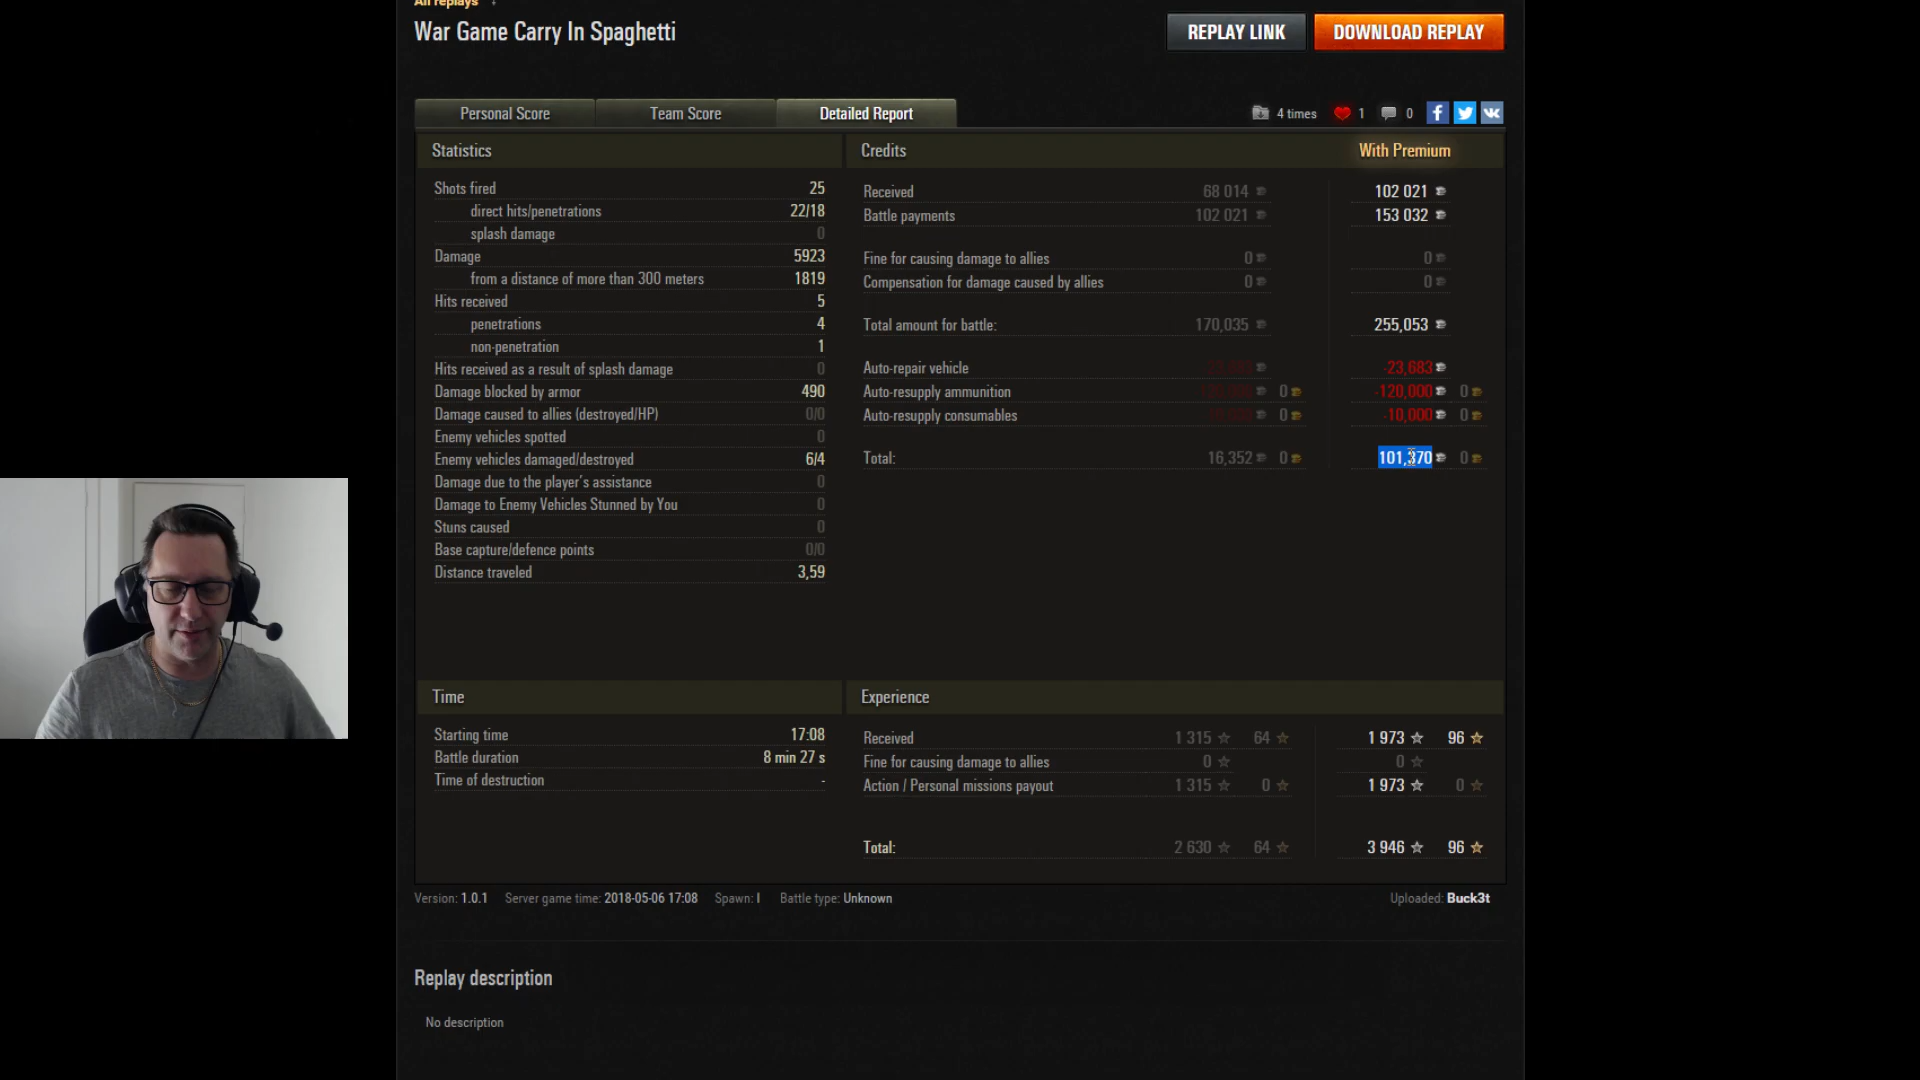 All replays
War Game Carry In Spaghetti
REPLAY LINK
DOWNLOAD REPLAY
Personal Score
Team Score
Detailed Report
4 times
1
0
Statistics
Shots fired 25
direct hits/penetrations 22/18
splash damage 0
Damage 5923
from a distance of more than 300 meters 1819
Hits received 5
penetrations 4
non-penetration 1
Hits received as a result of splash damage 0
Damage blocked by armor 490
Damage caused to allies (destroyed/HP) 0/0
Enemy vehicles spotted 0
Enemy vehicles damaged/destroyed 6/4
Damage due to the player's assistance 0
Damage to Enemy Vehicles Stunned by You 0
Stuns caused 0
Base capture/defence points 0/0
Distance traveled 3,59
Credits With Premium
Received 68 014 102 021
Battle payments 102 021 153 032
Fine for causing damage to allies 0 0
Compensation for damage caused by allies 0 0
Total amount for battle: 170,035 255,053
Auto-repair vehicle -23,683
Auto-resupply ammunition 0 -120,000 0
Auto-resupply consumables 0 -10,000 0
Total: 16,352 0 101,370 0
Time
Starting time 17:08
Battle duration 8 min 27 s
Time of destruction -
Experience
Received 1 315 64 1 973 96
Fine for causing damage to allies 0 0
Action / Personal missions payout 1 315 0 1 973 0
Total: 2 630 64 3 946 96
Version: 1.0.1 Server game time: 2018-05-06 17:08 Spawn: I Battle type: Unknown Uploaded: Buck3t
Replay description
No description